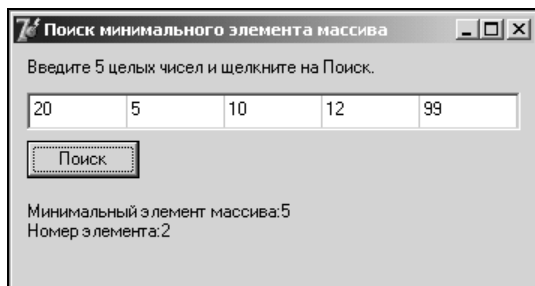 Поиск минимального элемента массива
Введите 5 целых чисел и щелкните на Поиск.
20 5 10 12 99
Поиск
Минимальный элемент массива:5
Номер элемента:2